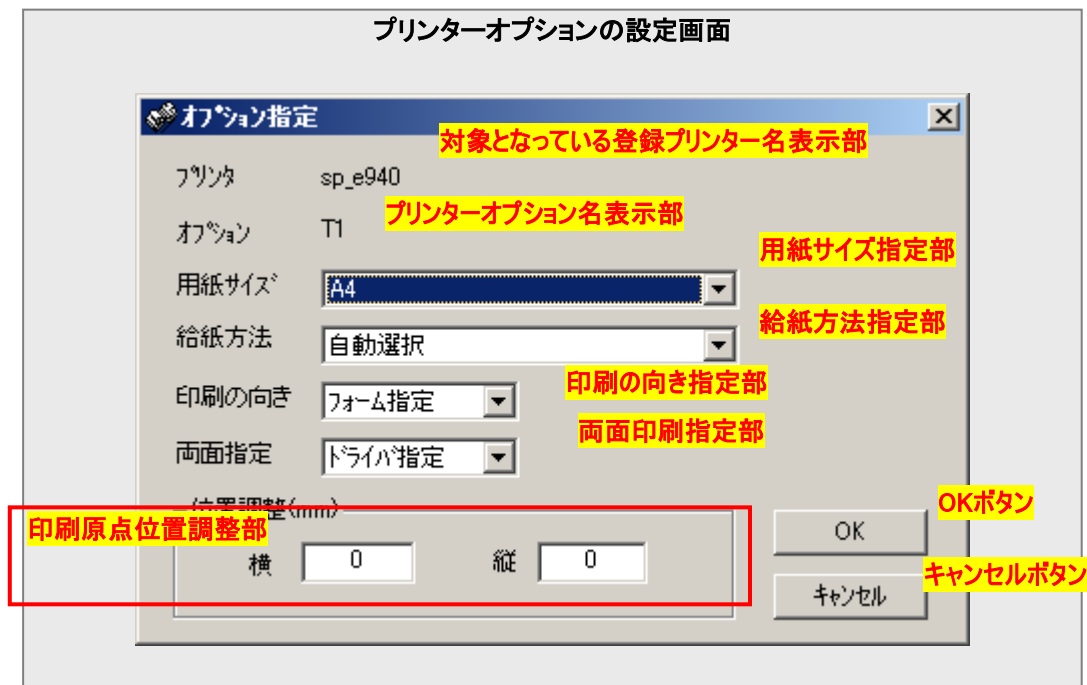 プリンターオプションの設定画面
オプション指定
対象となっている登録プリンター名表示部
プリンタ sp_e940
プリンターオプション名表示部
オプション T1
用紙サイズ指定部
用紙サイズ A4
給紙方法指定部
給紙方法 自動選択
印刷の向き指定部
印刷の向き フォーム指定
両面印刷指定部
両面指定 ドライバ指定
位置調整(mm)
OKボタン
印刷原点位置調整部
OK
横 0 縦 0
キャンセルボタン
キャンセル